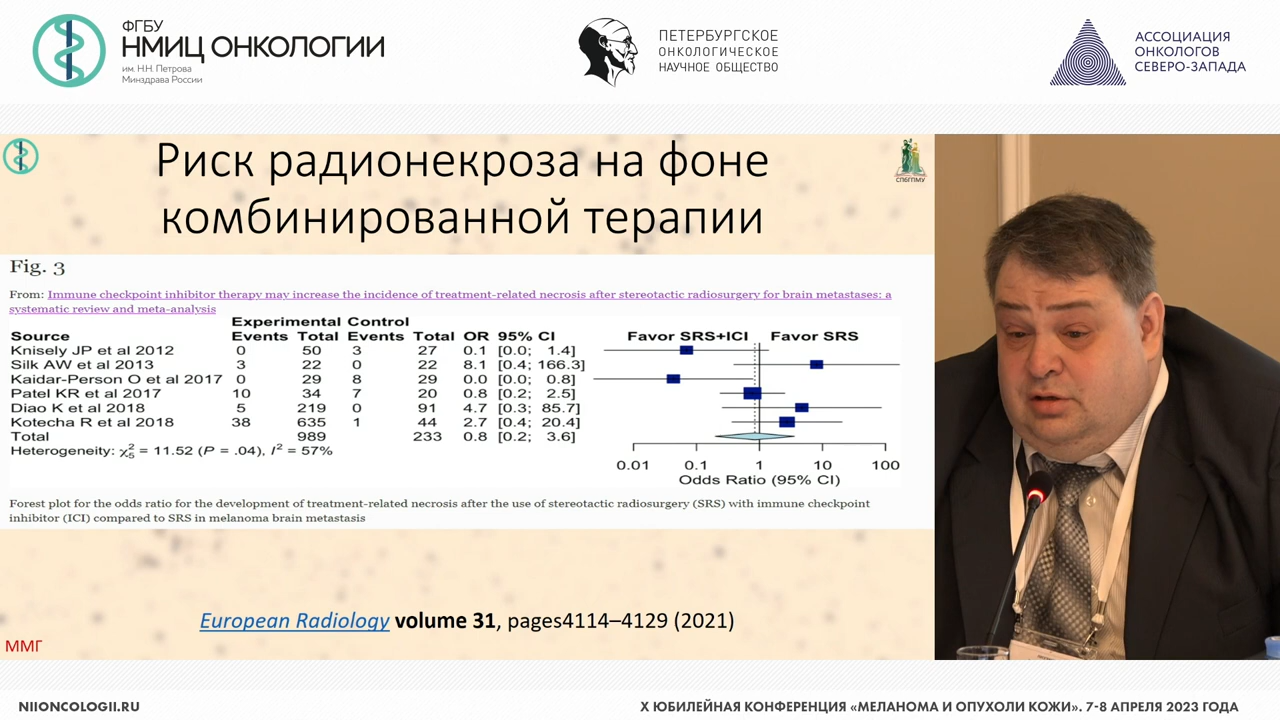 ФГБУ
НМИЦ ОНКОЛОГИИ
им. Н.Н. Петрова
Минздрава России
ПЕТЕРБУРГСКОЕ
ОНКОЛОГИЧЕСКОЕ
НАУЧНОЕ ОБЩЕСТВО
АССОЦИАЦИЯ
ОНКОЛОГОВ
СЕВЕРО-ЗАПАДА
Риск радионекроза на фоне
комбинированной терапии
СПбГПМУ
Fig. 3
From: Immune checkpoint inhibitor therapy may increase the incidence of treatment-related necrosis after stereotactic radiosurgery for brain metastases: a
systematic review and meta-analysis
Experimental Control
Source Events Total Events Total OR 95% CI Favor SRS+ICI Favor SRS
Knisely JP et al 2012 0 50 3 27 0.1 [0.0; 1.4]
Silk AW et al 2013 3 22 0 22 8.1 [0.4; 166.3]
Kaidar-Person O et al 2017 0 29 8 29 0.0 [0.0; 0.8]
Patel KR et al 2017 10 34 7 20 0.8 [0.2; 2.5]
Diao K et al 2018 5 219 0 91 4.7 [0.3; 85.7]
Kotecha R et al 2018 38 635 1 44 2.7 [0.4; 20.4]
Total 989 233 0.8 [0.2; 3.6]
Heterogeneity: χ²₅ = 11.52 (P = .04), I² = 57%
0.01 0.1 1 10 100
Odds Ratio (95% CI)
Forest plot for the odds ratio for the development of treatment-related necrosis after the use of stereotactic radiosurgery (SRS) with immune checkpoint
inhibitor (ICI) compared to SRS in melanoma brain metastasis
European Radiology volume 31, pages4114–4129 (2021)
ММГ
NIIONCOLOGII.RU
X ЮБИЛЕЙНАЯ КОНФЕРЕНЦИЯ «МЕЛАНОМА И ОПУХОЛИ КОЖИ». 7-8 АПРЕЛЯ 2023 ГОДА